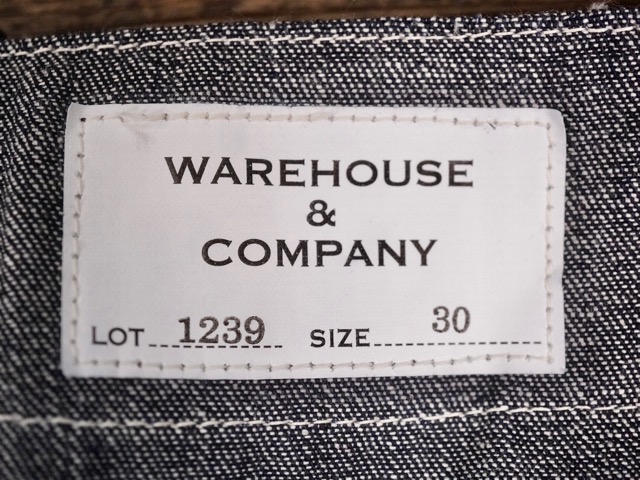 WAREHOUSE
&
COMPANY
LOT 1239 SIZE 30